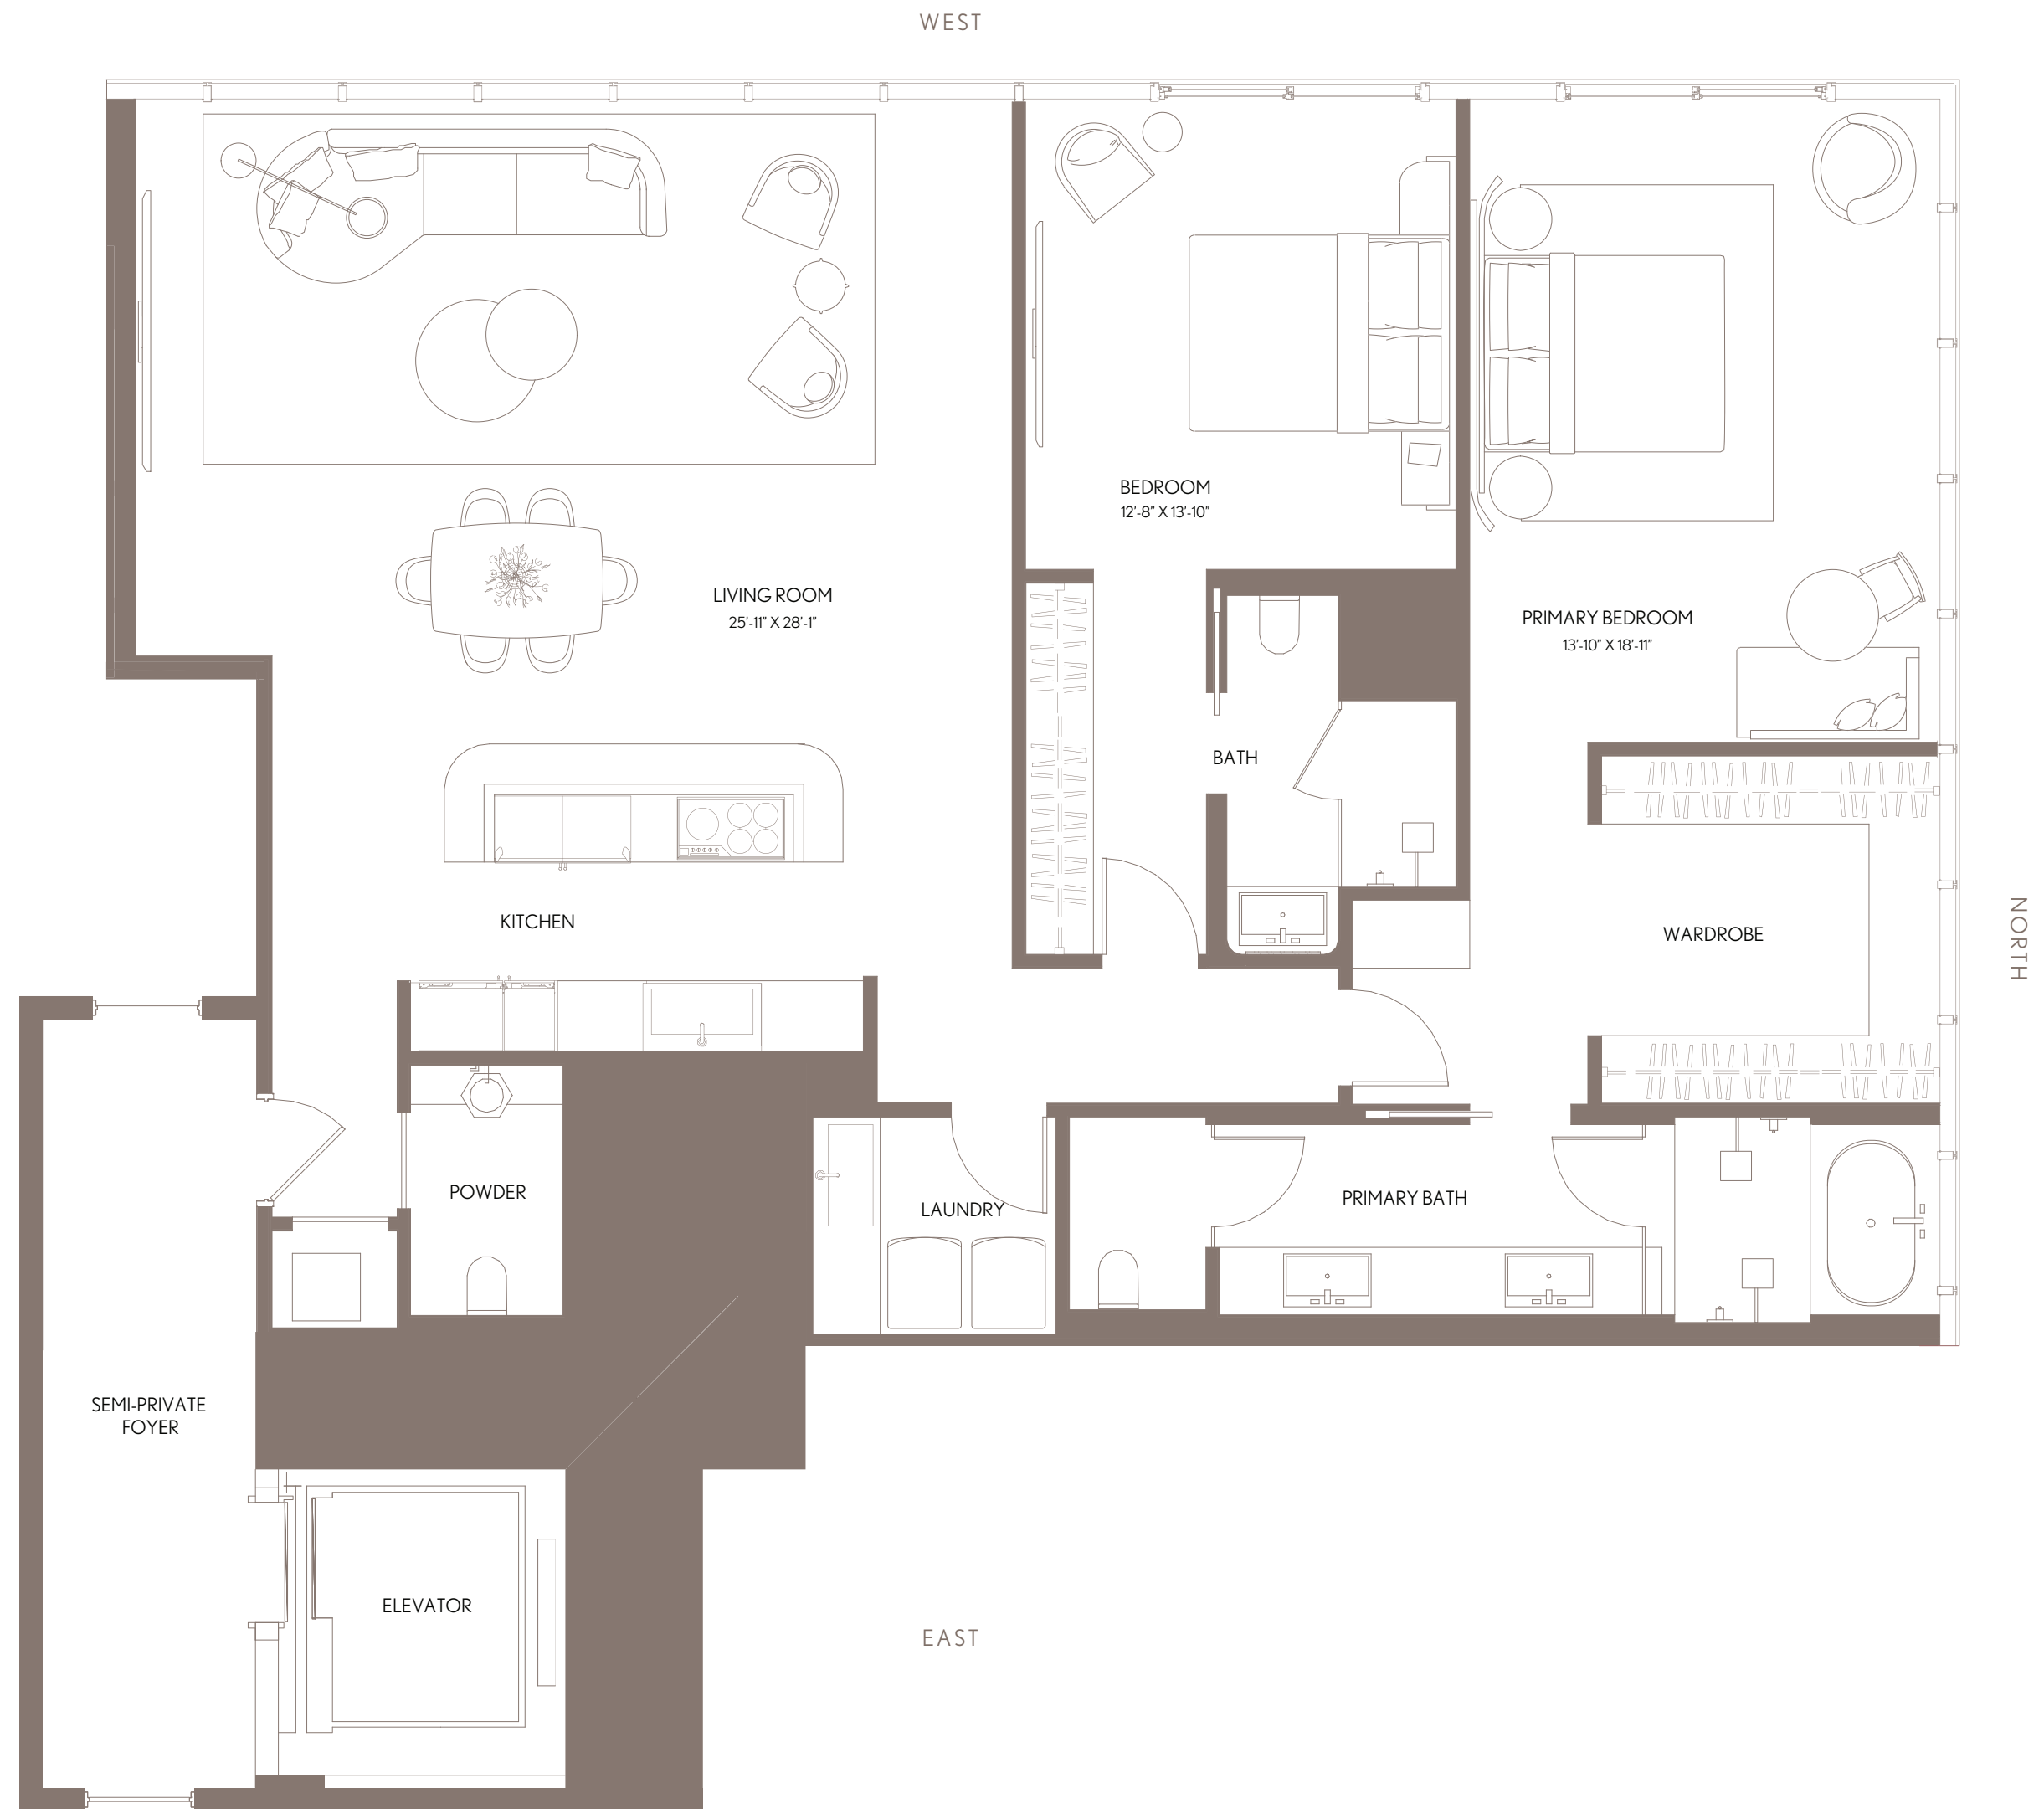 WEST
BEDROOM
12'-8" X 13'-10"
LIVING ROOM
25'-11" X 28'-1"
PRIMARY BEDROOM
13'-10" X 18'-11"
BATH
KITCHEN
WARDROBE
NORTH
POWDER
LAUNDRY
PRIMARY BATH
SEMI-PRIVATE
FOYER
ELEVATOR
EAST